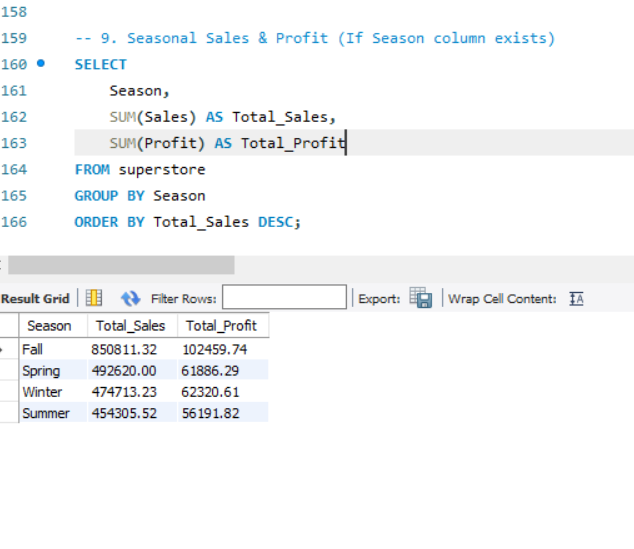 158
159 -- 9. Seasonal Sales & Profit (If Season column exists)
160 SELECT
161 Season,
162 SUM(Sales) AS Total_Sales,
163 SUM(Profit) AS Total_Profit
164 FROM superstore
165 GROUP BY Season
166 ORDER BY Total_Sales DESC;
Result Grid Filter Rows: Export: Wrap Cell Content: IA
Season Total_Sales Total_Profit
Fall 850811.32 102459.74
Spring 492620.00 61886.29
Winter 474713.23 62320.61
Summer 454305.52 56191.82